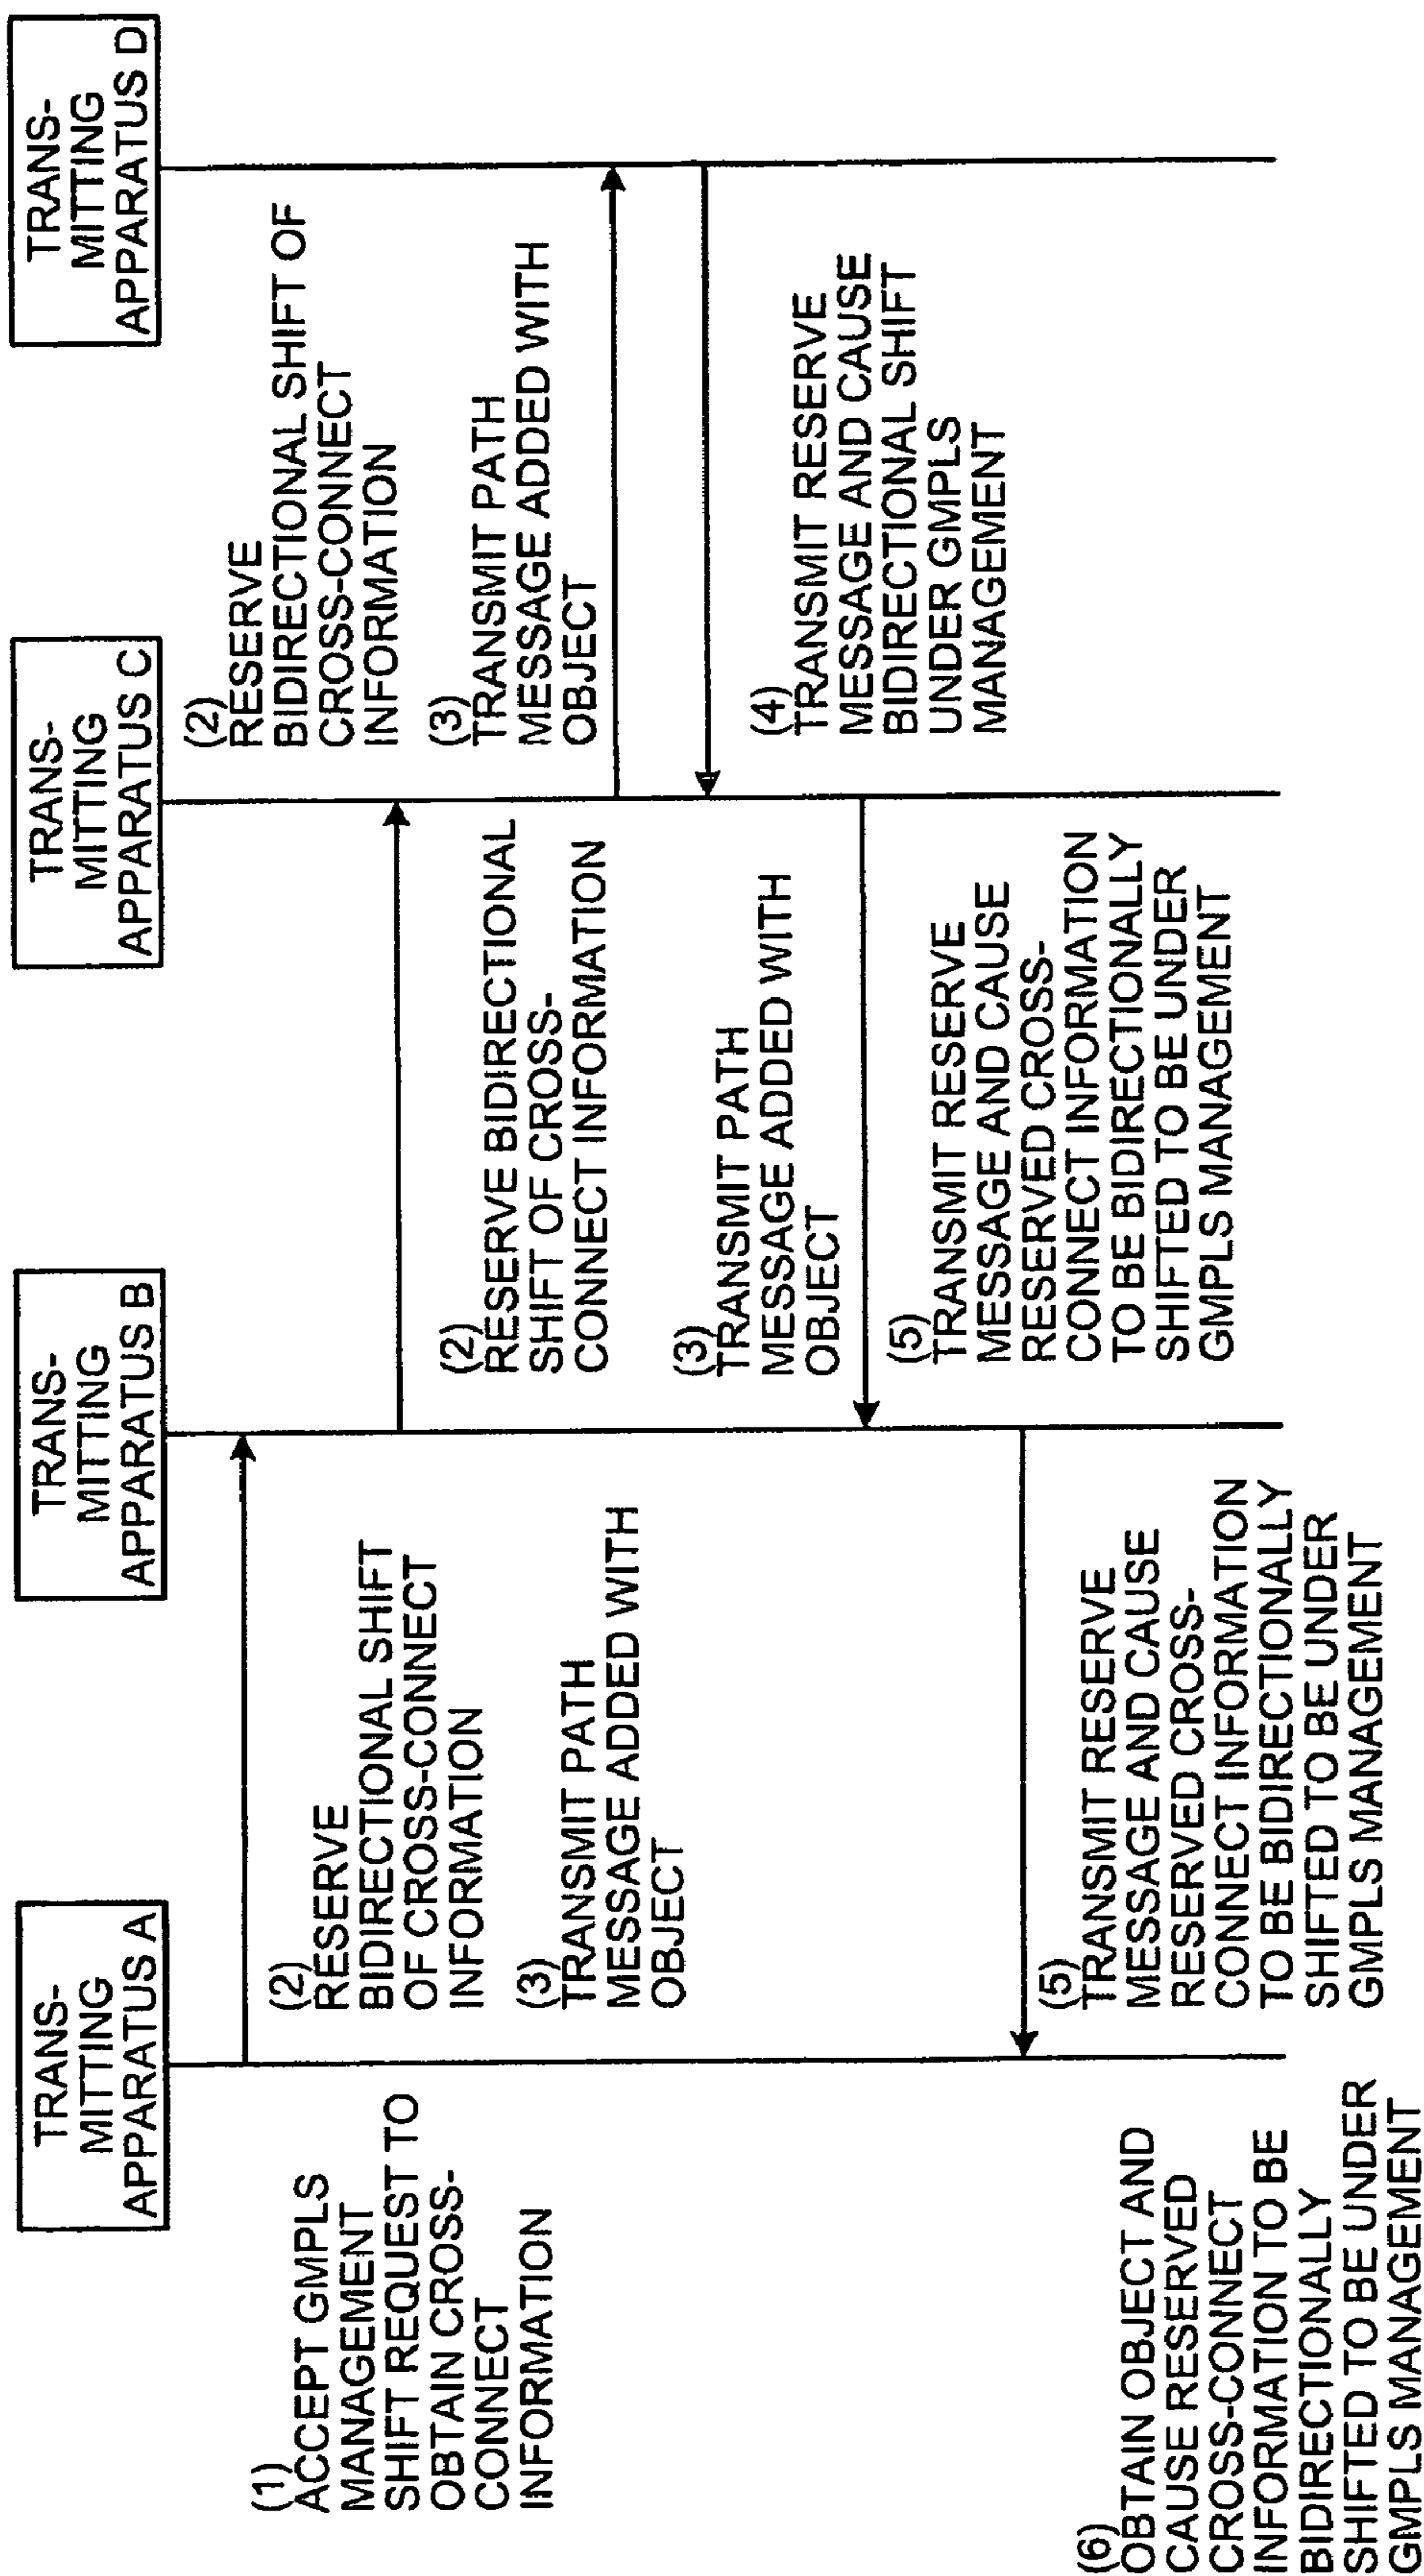 TRANS-
MITTING
APPARATUS A
TRANS-
MITTING
APPARATUS B
TRANS-
MITTING
APPARATUS C
TRANS-
MITTING
APPARATUS D
(1)
ACCEPT GMPLS
MANAGEMENT
SHIFT REQUEST TO
OBTAIN CROSS-
CONNECT
INFORMATION
(2)
RESERVE
BIDIRECTIONAL SHIFT
OF CROSS-CONNECT
INFORMATION
(3)
TRANSMIT PATH
MESSAGE ADDED WITH
OBJECT
(2)
RESERVE BIDIRECTIONAL
SHIFT OF CROSS-
CONNECT INFORMATION
(3)
TRANSMIT PATH
MESSAGE ADDED WITH
OBJECT
(2)
RESERVE
BIDIRECTIONAL SHIFT OF
CROSS-CONNECT
INFORMATION
(3)
TRANSMIT PATH
MESSAGE ADDED WITH
OBJECT
(4)
TRANSMIT RESERVE
MESSAGE AND CAUSE
BIDIRECTIONAL SHIFT
UNDER GMPLS
MANAGEMENT
(5)
TRANSMIT RESERVE
MESSAGE AND CAUSE
RESERVED CROSS-
CONNECT INFORMATION
TO BE BIDIRECTIONALLY
SHIFTED TO BE UNDER
GMPLS MANAGEMENT
(5)
TRANSMIT RESERVE
MESSAGE AND CAUSE
RESERVED CROSS-
CONNECT INFORMATION
TO BE BIDIRECTIONALLY
SHIFTED TO BE UNDER
GMPLS MANAGEMENT
(6)
OBTAIN OBJECT AND
CAUSE RESERVED
CROSS-CONNECT
INFORMATION TO BE
BIDIRECTIONALLY
SHIFTED TO BE UNDER
GMPLS MANAGEMENT